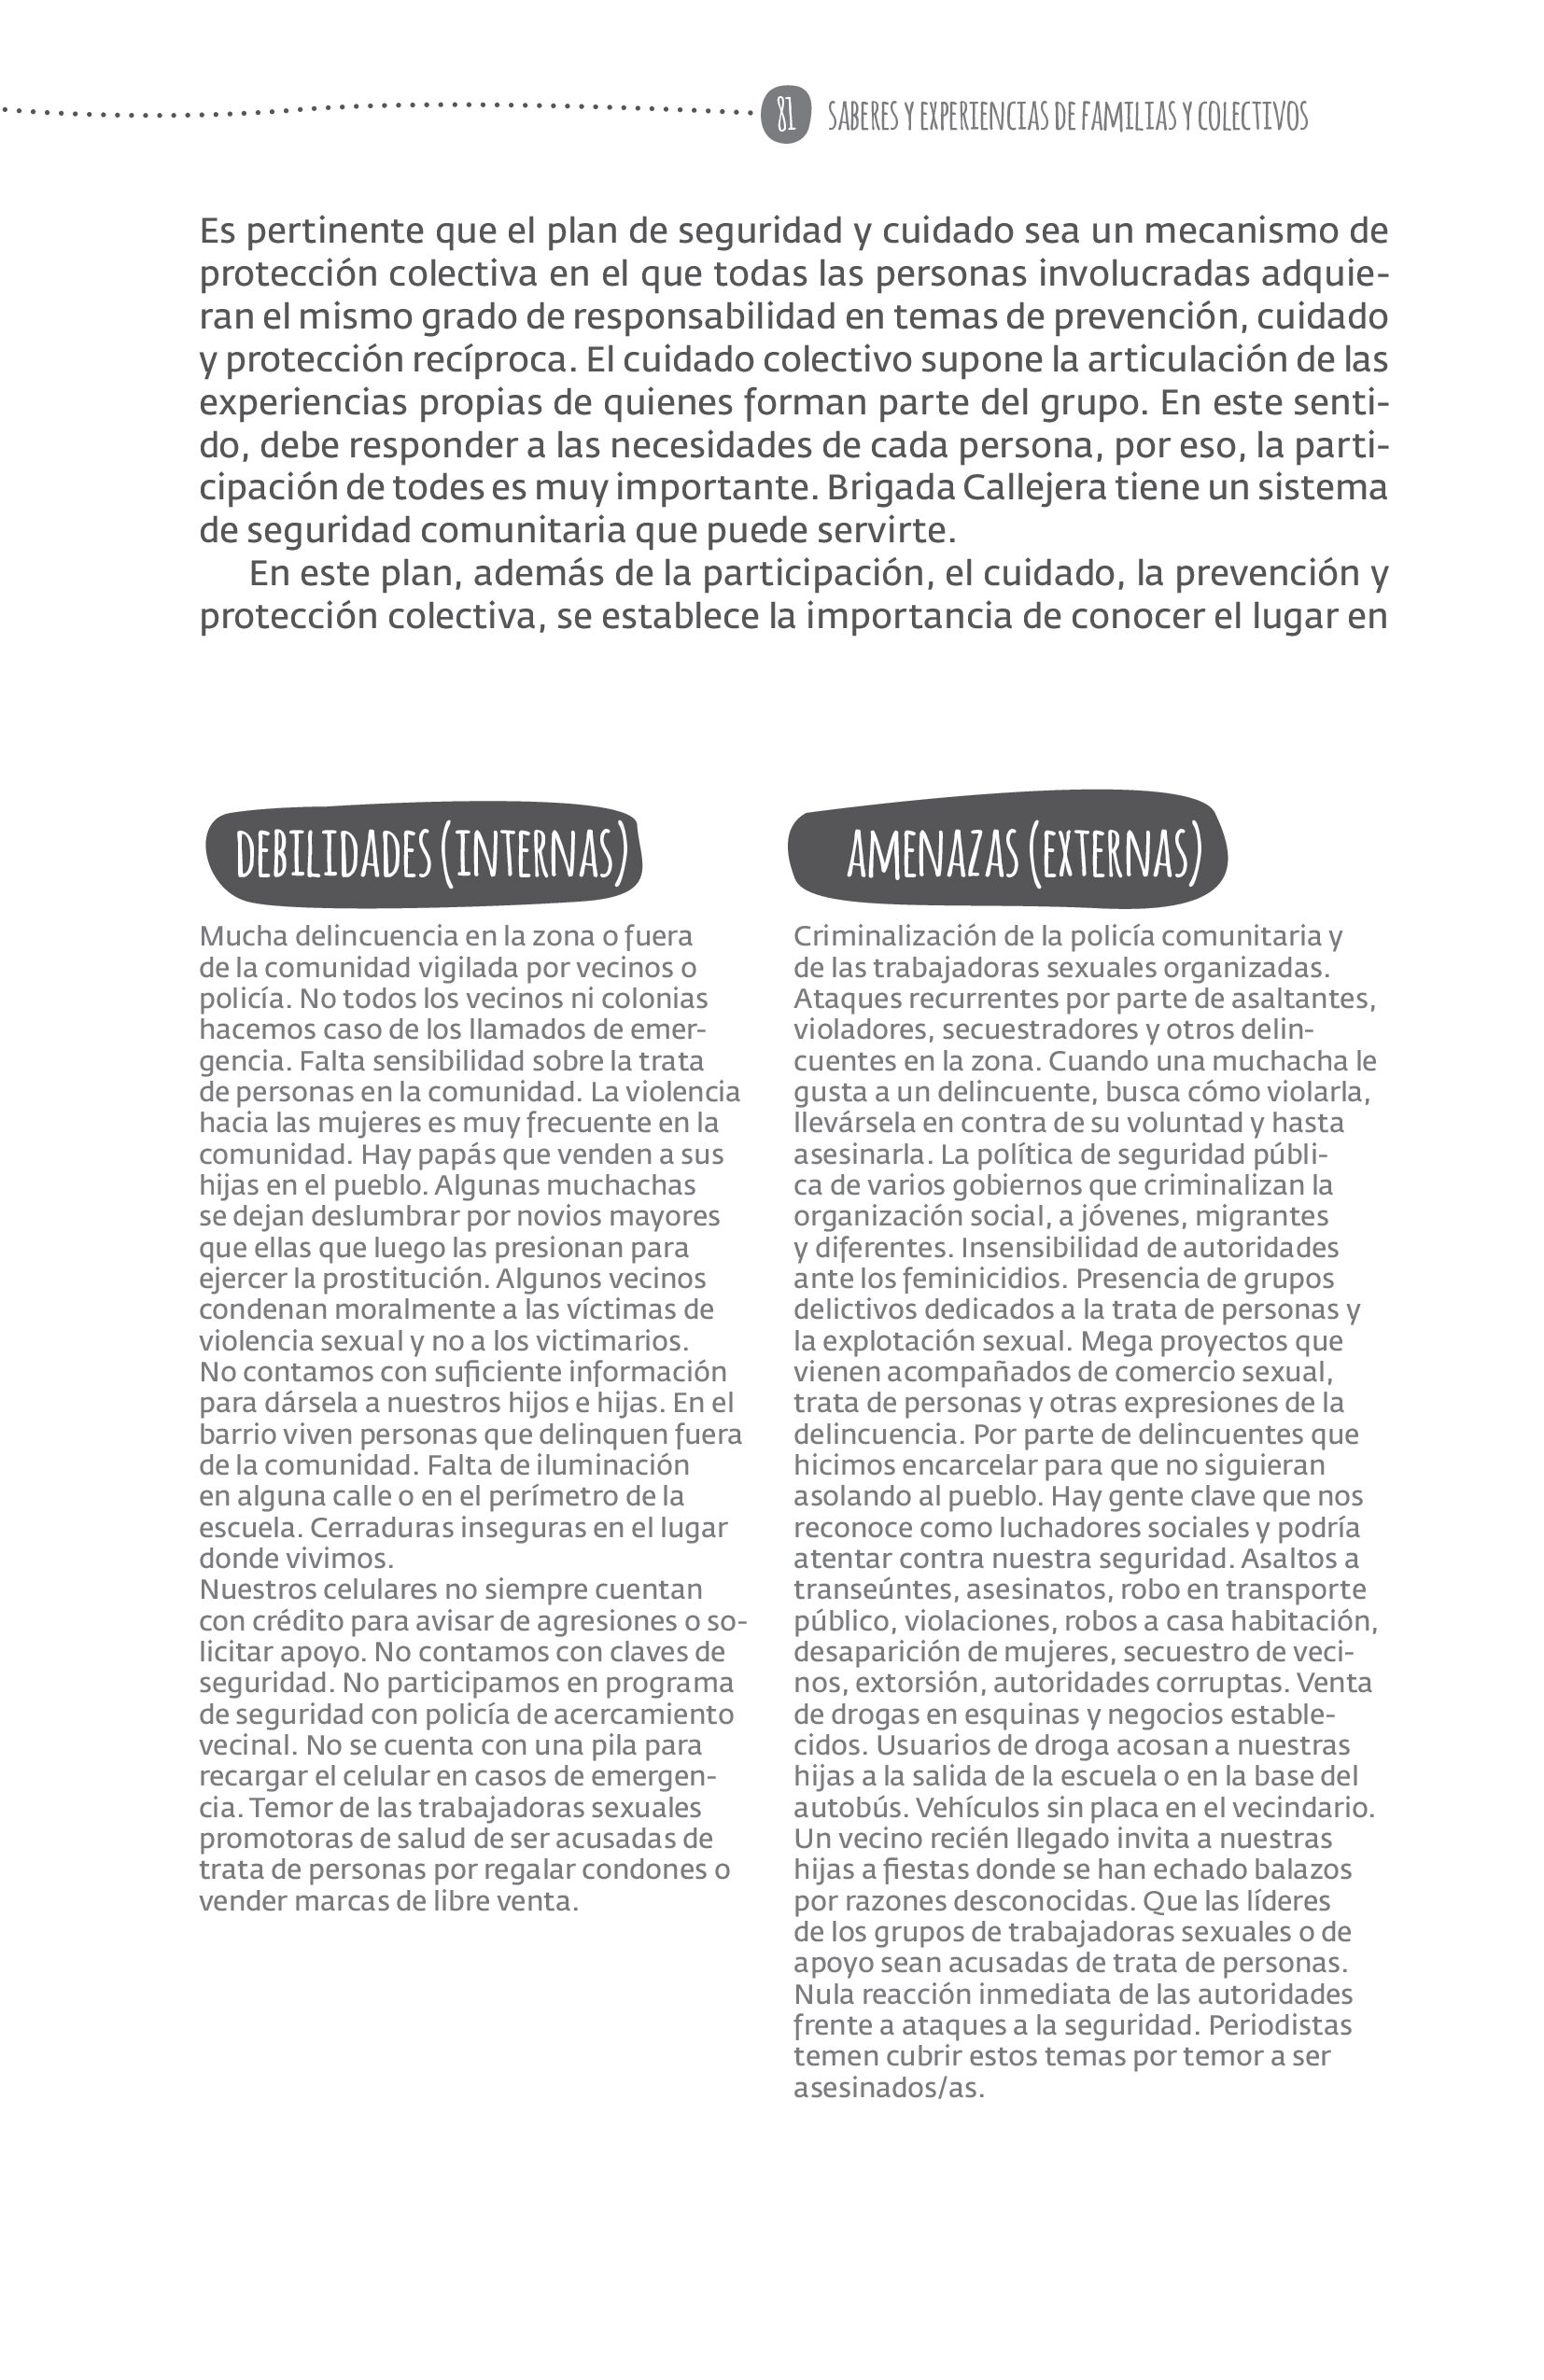 81 SABERES Y EXPERIENCIAS DE FAMILIAS Y COLECTIVOS
Es pertinente que el plan de seguridad y cuidado sea un mecanismo de
protección colectiva en el que todas las personas involucradas adquie-
ran el mismo grado de responsabilidad en temas de prevención, cuidado
y protección recíproca. El cuidado colectivo supone la articulación de las
experiencias propias de quienes forman parte del grupo. En este senti-
do, debe responder a las necesidades de cada persona, por eso, la parti-
cipación de todes es muy importante. Brigada Callejera tiene un sistema
de seguridad comunitaria que puede servirte.
En este plan, además de la participación, el cuidado, la prevención y
protección colectiva, se establece la importancia de conocer el lugar en
DEBILIDADES (INTERNAS)
Mucha delincuencia en la zona o fuera
de la comunidad vigilada por vecinos o
policía. No todos los vecinos ni colonias
hacemos caso de los llamados de emer-
gencia. Falta sensibilidad sobre la trata
de personas en la comunidad. La violencia
hacia las mujeres es muy frecuente en la
comunidad. Hay papás que venden a sus
hijas en el pueblo. Algunas muchachas
se dejan deslumbrar por novios mayores
que ellas que luego las presionan para
ejercer la prostitución. Algunos vecinos
condenan moralmente a las víctimas de
violencia sexual y no a los victimarios.
No contamos con suficiente información
para dársela a nuestros hijos e hijas. En el
barrio viven personas que delinquen fuera
de la comunidad. Falta de iluminación
en alguna calle o en el perímetro de la
escuela. Cerraduras inseguras en el lugar
donde vivimos.
Nuestros celulares no siempre cuentan
con crédito para avisar de agresiones o so-
licitar apoyo. No contamos con claves de
seguridad. No participamos en programa
de seguridad con policía de acercamiento
vecinal. No se cuenta con una pila para
recargar el celular en casos de emergen-
cia. Temor de las trabajadoras sexuales
promotoras de salud de ser acusadas de
trata de personas por regalar condones o
vender marcas de libre venta.
AMENAZAS (EXTERNAS)
Criminalización de la policía comunitaria y
de las trabajadoras sexuales organizadas.
Ataques recurrentes por parte de asaltantes,
violadores, secuestradores y otros delin-
cuentes en la zona. Cuando una muchacha le
gusta a un delincuente, busca cómo violarla,
llevársela en contra de su voluntad y hasta
asesinarla. La política de seguridad públi-
ca de varios gobiernos que criminalizan la
organización social, a jóvenes, migrantes
y diferentes. Insensibilidad de autoridades
ante los feminicidios. Presencia de grupos
delictivos dedicados a la trata de personas y
la explotación sexual. Mega proyectos que
vienen acompañados de comercio sexual,
trata de personas y otras expresiones de la
delincuencia. Por parte de delincuentes que
hicimos encarcelar para que no siguieran
asolando al pueblo. Hay gente clave que nos
reconoce como luchadores sociales y podría
atentar contra nuestra seguridad. Asaltos a
transeúntes, asesinatos, robo en transporte
público, violaciones, robos a casa habitación,
desaparición de mujeres, secuestro de veci-
nos, extorsión, autoridades corruptas. Venta
de drogas en esquinas y negocios estable-
cidos. Usuarios de droga acosan a nuestras
hijas a la salida de la escuela o en la base del
autobús. Vehículos sin placa en el vecindario.
Un vecino recién llegado invita a nuestras
hijas a fiestas donde se han echado balazos
por razones desconocidas. Que las líderes
de los grupos de trabajadoras sexuales o de
apoyo sean acusadas de trata de personas.
Nula reacción inmediata de las autoridades
frente a ataques a la seguridad. Periodistas
temen cubrir estos temas por temor a ser
asesinados/as.